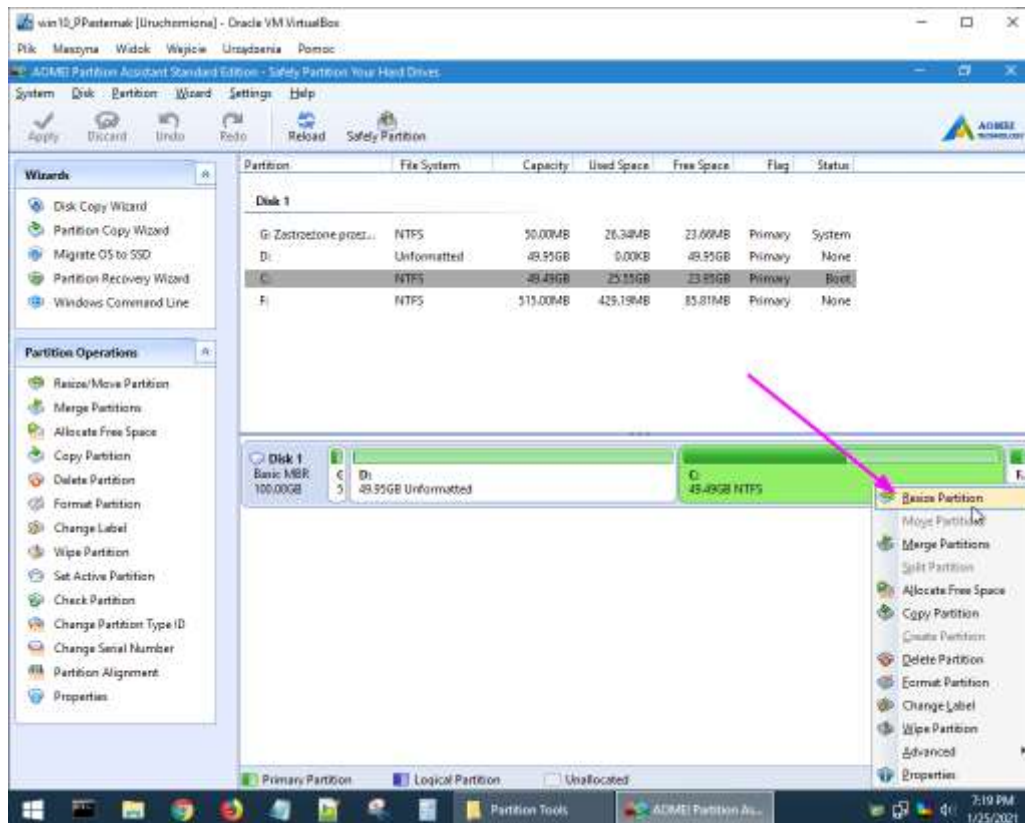 win10_PPasternak [Uruchomiona] - Oracle VM VirtualBox
Plik Maszyna Widok Wejście Urządzenia Pomoc
AOMEI Partition Assistant Standard Edition - Safely Partition Your Hard Drives
System Disk Partition Wizard Settings Help
Apply Discard Undo Redo Reload Safely Partition
AOMEI
TECHNOLOGY
Wizards
Disk Copy Wizard
Partition Copy Wizard
Migrate OS to SSD
Partition Recovery Wizard
Windows Command Line
Partition Operations
Resize/Move Partition
Merge Partitions
Allocate Free Space
Copy Partition
Delete Partition
Format Partition
Change Label
Wipe Partition
Set Active Partition
Check Partition
Change Partition Type ID
Change Serial Number
Partition Alignment
Properties
Partition File System Capacity Used Space Free Space Flag Status
Disk 1
G: Zastrzeżone przez... NTFS 50.00MB 26.34MB 23.66MB Primary System
D: Unformatted 49.95GB 0.00KB 49.95GB Primary None
C: NTFS 49.49GB 25.55GB 23.95GB Primary Boot
F: NTFS 515.00MB 429.19MB 85.81MB Primary None
Disk 1
Basic MBR
100.00GB
5
D:
49.95GB Unformatted
C:
49.49GB NTFS
F.
Resize Partition
Move Partition
Merge Partitions
Split Partition
Allocate Free Space
Copy Partition
Create Partition
Delete Partition
Format Partition
Change Label
Wipe Partition
Advanced
Properties
Primary Partition Logical Partition Unallocated
Partition Tools
AOMEI Partition As...
7:19 PM
1/25/2021